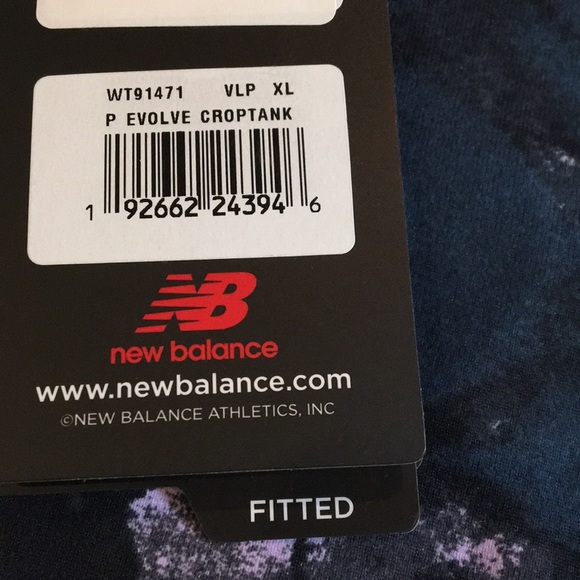 WT91471 VLP XL
P EVOLVE CROPTANK
1 92662 24394 6
NB
new balance
www.newbalance.com
©NEW BALANCE ATHLETICS, INC
FITTED